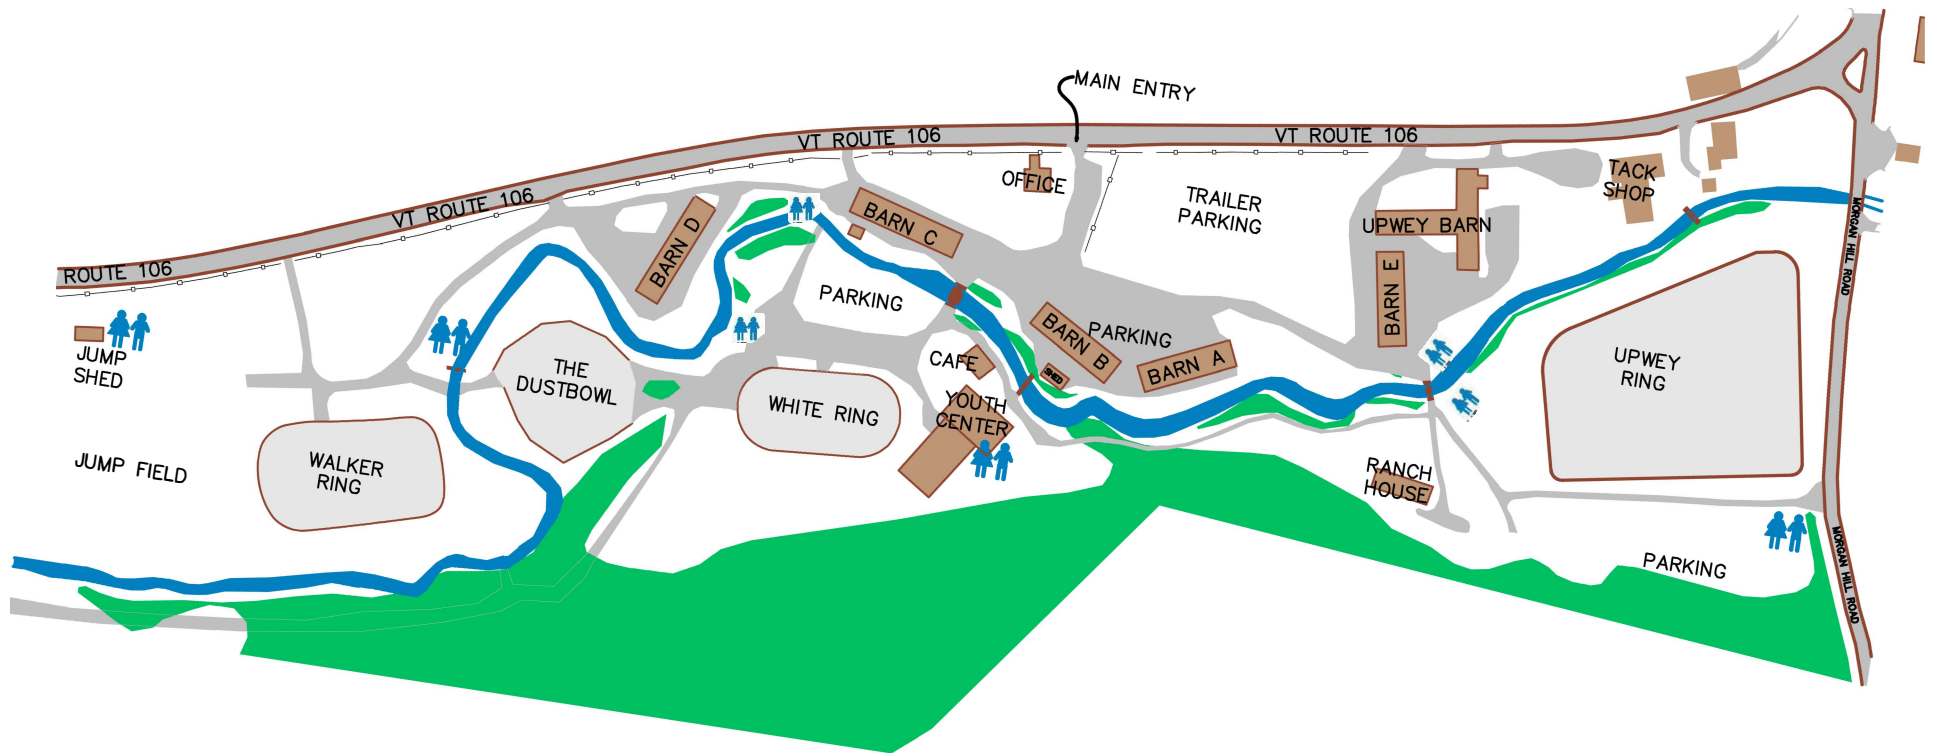 MAIN ENTRY
VT ROUTE 106
VT ROUTE 106
VT ROUTE 106
ROUTE 106
OFFICE
TRAILER
PARKING
TACK
SHOP
UPWEY BARN
BARN C
BARN D
BARN E
MORGAN HILL ROAD
PARKING
BARN B
PARKING
BARN A
SHED
CAFE
YOUTH
CENTER
JUMP
SHED
THE
DUSTBOWL
WHITE RING
UPWEY
RING
WALKER
RING
JUMP FIELD
RANCH
HOUSE
PARKING
MORGAN HILL ROAD